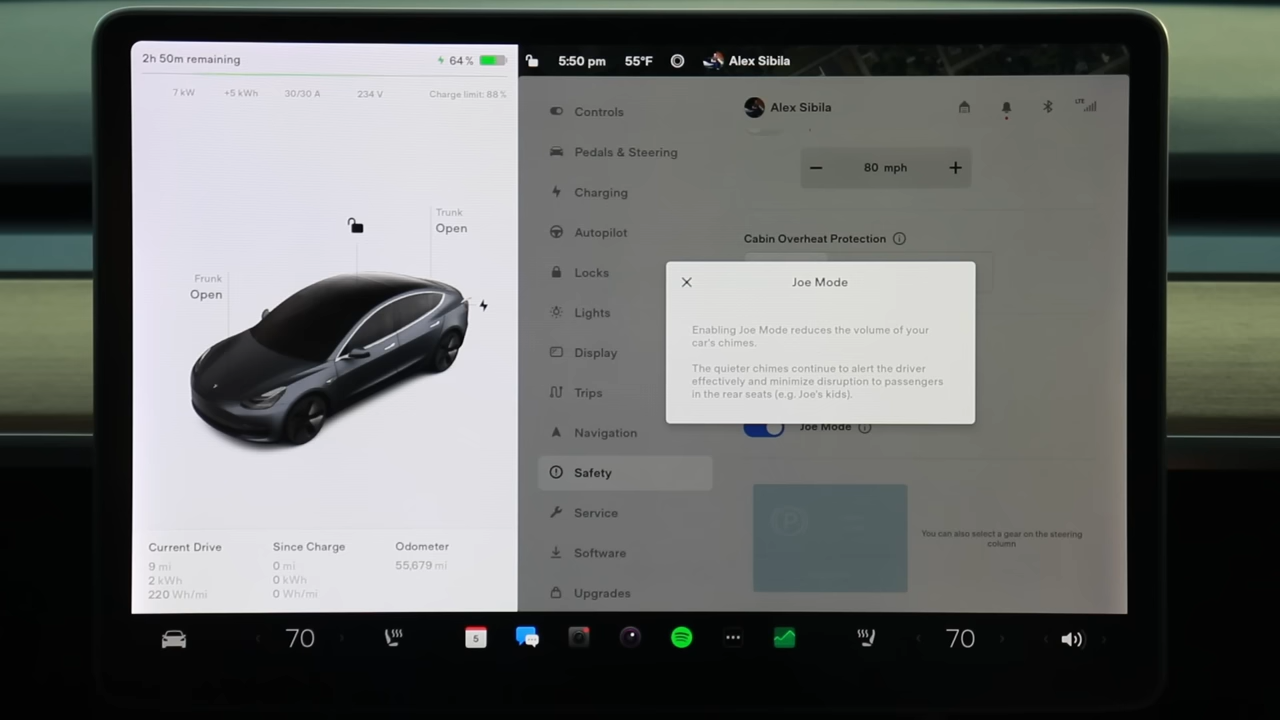 2h 50m remaining
64 %
5:50 pm
55°F
Alex Sibila
7 kW
+5 kWh
30/30 A
234 V
Charge limit: 88 %
Trunk
Open
Frunk
Open
Current Drive
9 mi
2 kWh
220 Wh/mi
Since Charge
0 mi
0 kWh
0 Wh/mi
Odometer
55,679 mi
Controls
Pedals & Steering
Charging
Autopilot
Locks
Lights
Display
Trips
Navigation
Safety
Service
Software
Upgrades
Alex Sibila
LTE
80 mph
Cabin Overheat Protection
Joe Mode
Enabling Joe Mode reduces the volume of your
car's chimes.
The quieter chimes continue to alert the driver
effectively and minimize disruption to passengers
in the rear seats (e.g. Joe's kids).
Joe Mode
P
You can also select a gear on the steering
column
70
5
70